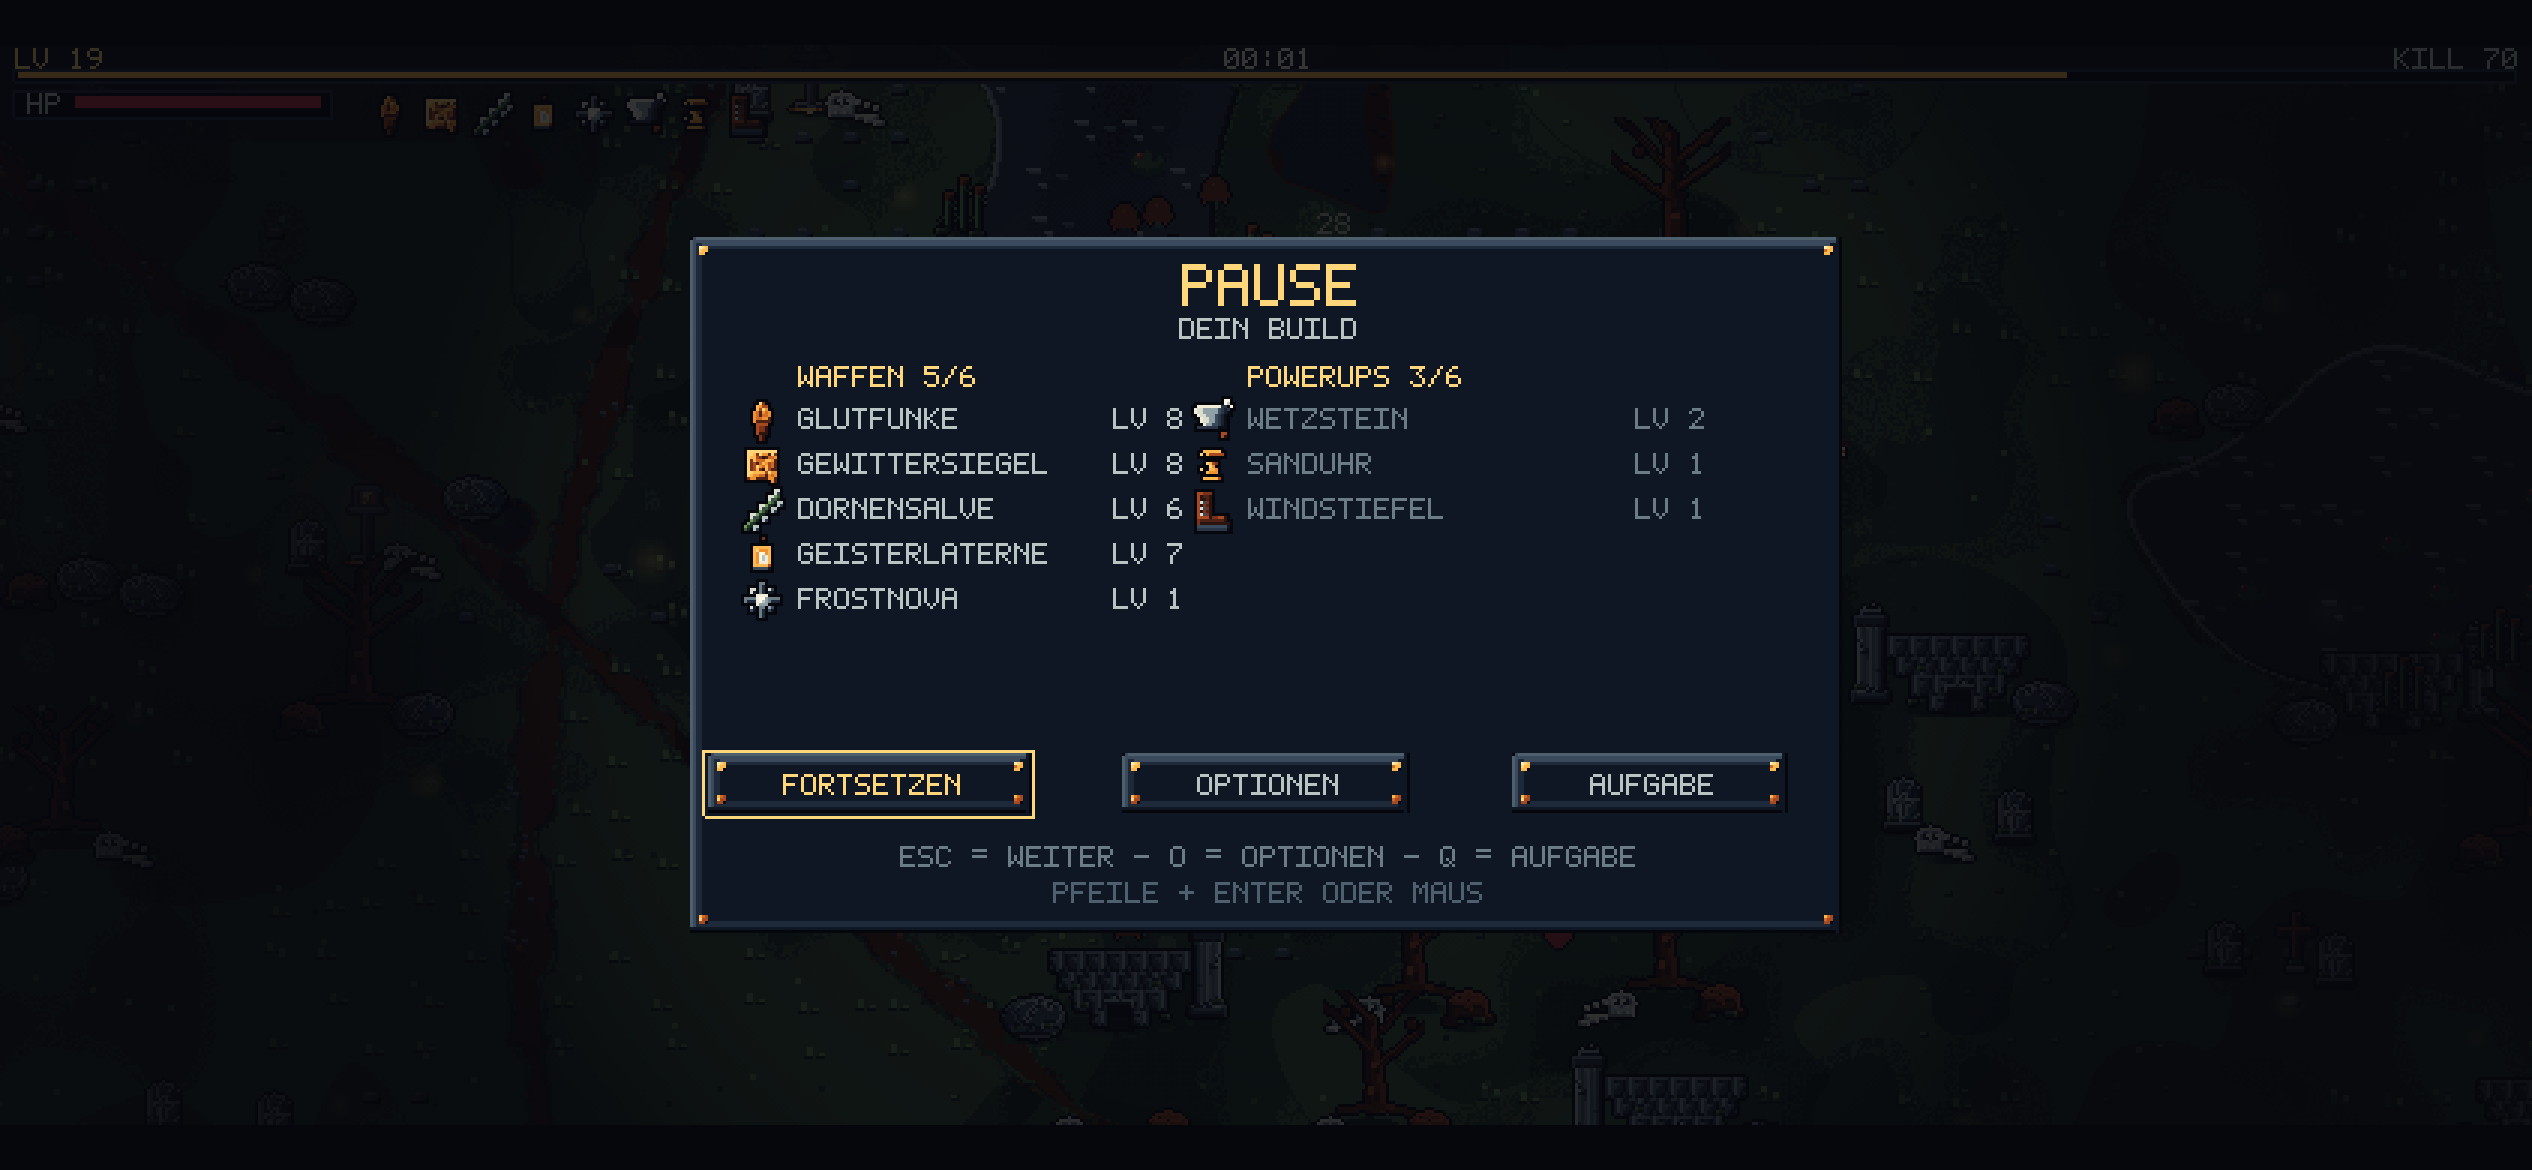 LV 19 00:01 KILL 70
HP
28
PAUSE
DEIN BUILD
WAFFEN 5/6 POWERUPS 3/6
GLUTFUNKE LV 8 WETZSTEIN LV 2
GEWITTERSIEGEL LV 8 SANDUHR LV 1
DORNENSALVE LV 6 WINDSTIEFEL LV 1
GEISTERLATERNE LV 7
FROSTNOVA LV 1
FORTSETZEN OPTIONEN AUFGABE
ESC = WEITER - O = OPTIONEN - Q = AUFGABE
PFEILE + ENTER ODER MAUS